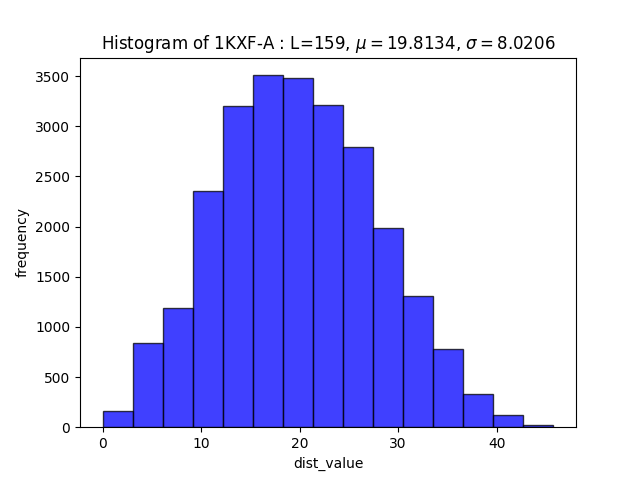 Histogram of 1KXF-A : L=159, μ = 19.8134, σ = 8.0206
3500
3000
2500
2000
1500
1000
500
0
frequency
0 10 20 30 40
dist_value